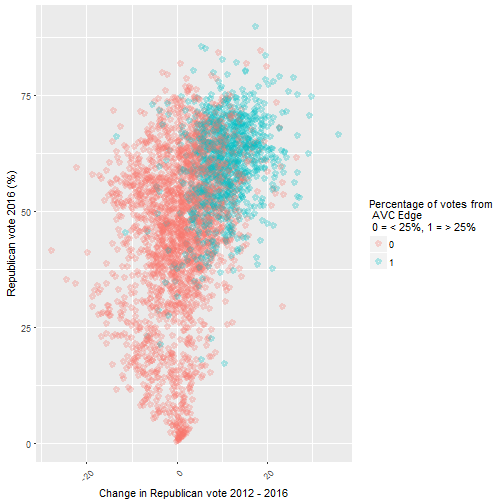 75
50
25
0
Republican vote 2016 (%)
-20
0
20
Change in Republican vote 2012 - 2016
Percentage of votes from
AVC Edge
0 = < 25%, 1 = > 25%
0
1